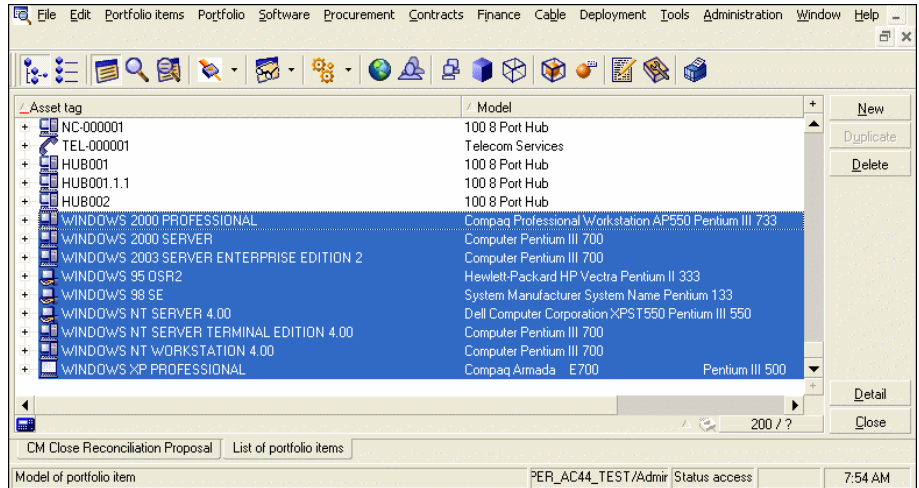 File Edit Portfolio items Portfolio Software Procurement Contracts Finance Cable Deployment Tools Administration Window Help
Asset tag Model New
NC-000001 100 8 Port Hub
TEL-000001 Telecom Services Duplicate
HUB001 100 8 Port Hub Delete
HUB001.1.1 100 8 Port Hub
HUB002 100 8 Port Hub
WINDOWS 2000 PROFESSIONAL Compaq Professional Workstation AP550 Pentium III 733
WINDOWS 2000 SERVER Computer Pentium III 700
WINDOWS 2003 SERVER ENTERPRISE EDITION 2 Computer Pentium III 700
WINDOWS 95 OSR2 Hewlett-Packard HP Vectra Pentium II 333
WINDOWS 98 SE System Manufacturer System Name Pentium 133
WINDOWS NT SERVER 4.00 Dell Computer Corporation XPST550 Pentium III 550
WINDOWS NT SERVER TERMINAL EDITION 4.00 Computer Pentium III 700
WINDOWS NT WORKSTATION 4.00 Computer Pentium III 700
WINDOWS XP PROFESSIONAL Compaq Armada E700 Pentium III 500
Detail
200 / ? Close
CM Close Reconciliation Proposal List of portfolio items
Model of portfolio item PER_AC44_TEST/Admir Status access 7:54 AM